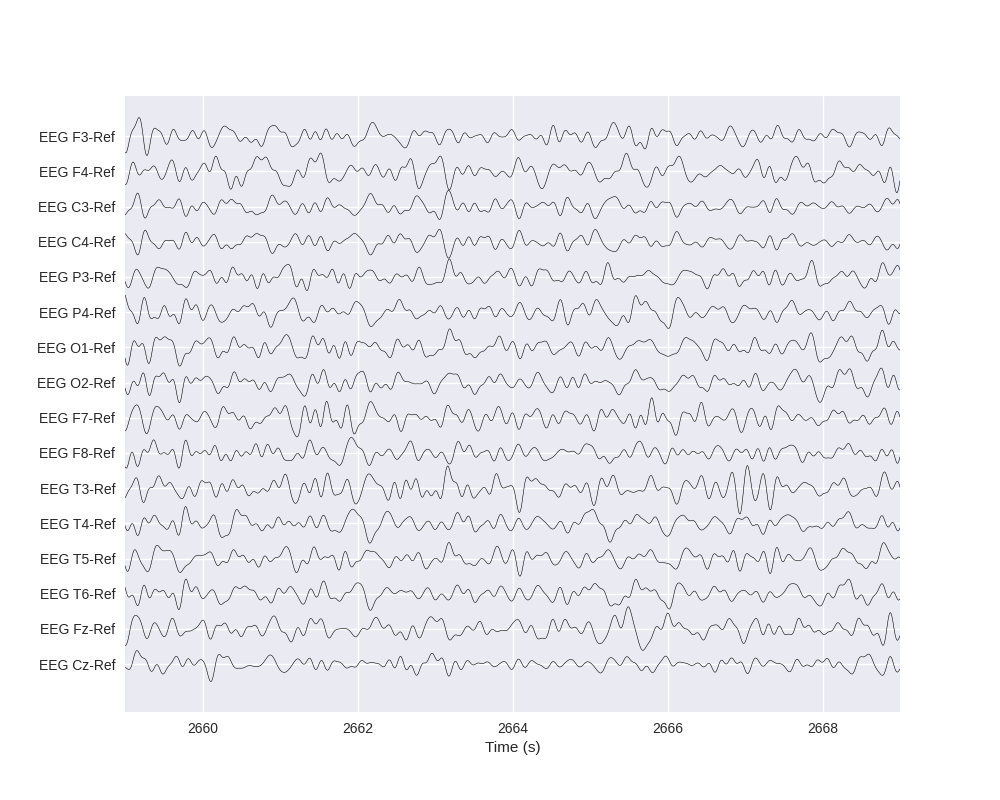 EEG F3-Ref
EEG F4-Ref
EEG C3-Ref
EEG C4-Ref
EEG P3-Ref
EEG P4-Ref
EEG O1-Ref
EEG O2-Ref
EEG F7-Ref
EEG F8-Ref
EEG T3-Ref
EEG T4-Ref
EEG T5-Ref
EEG T6-Ref
EEG Fz-Ref
EEG Cz-Ref
2660 2662 2664 2666 2668
Time (s)